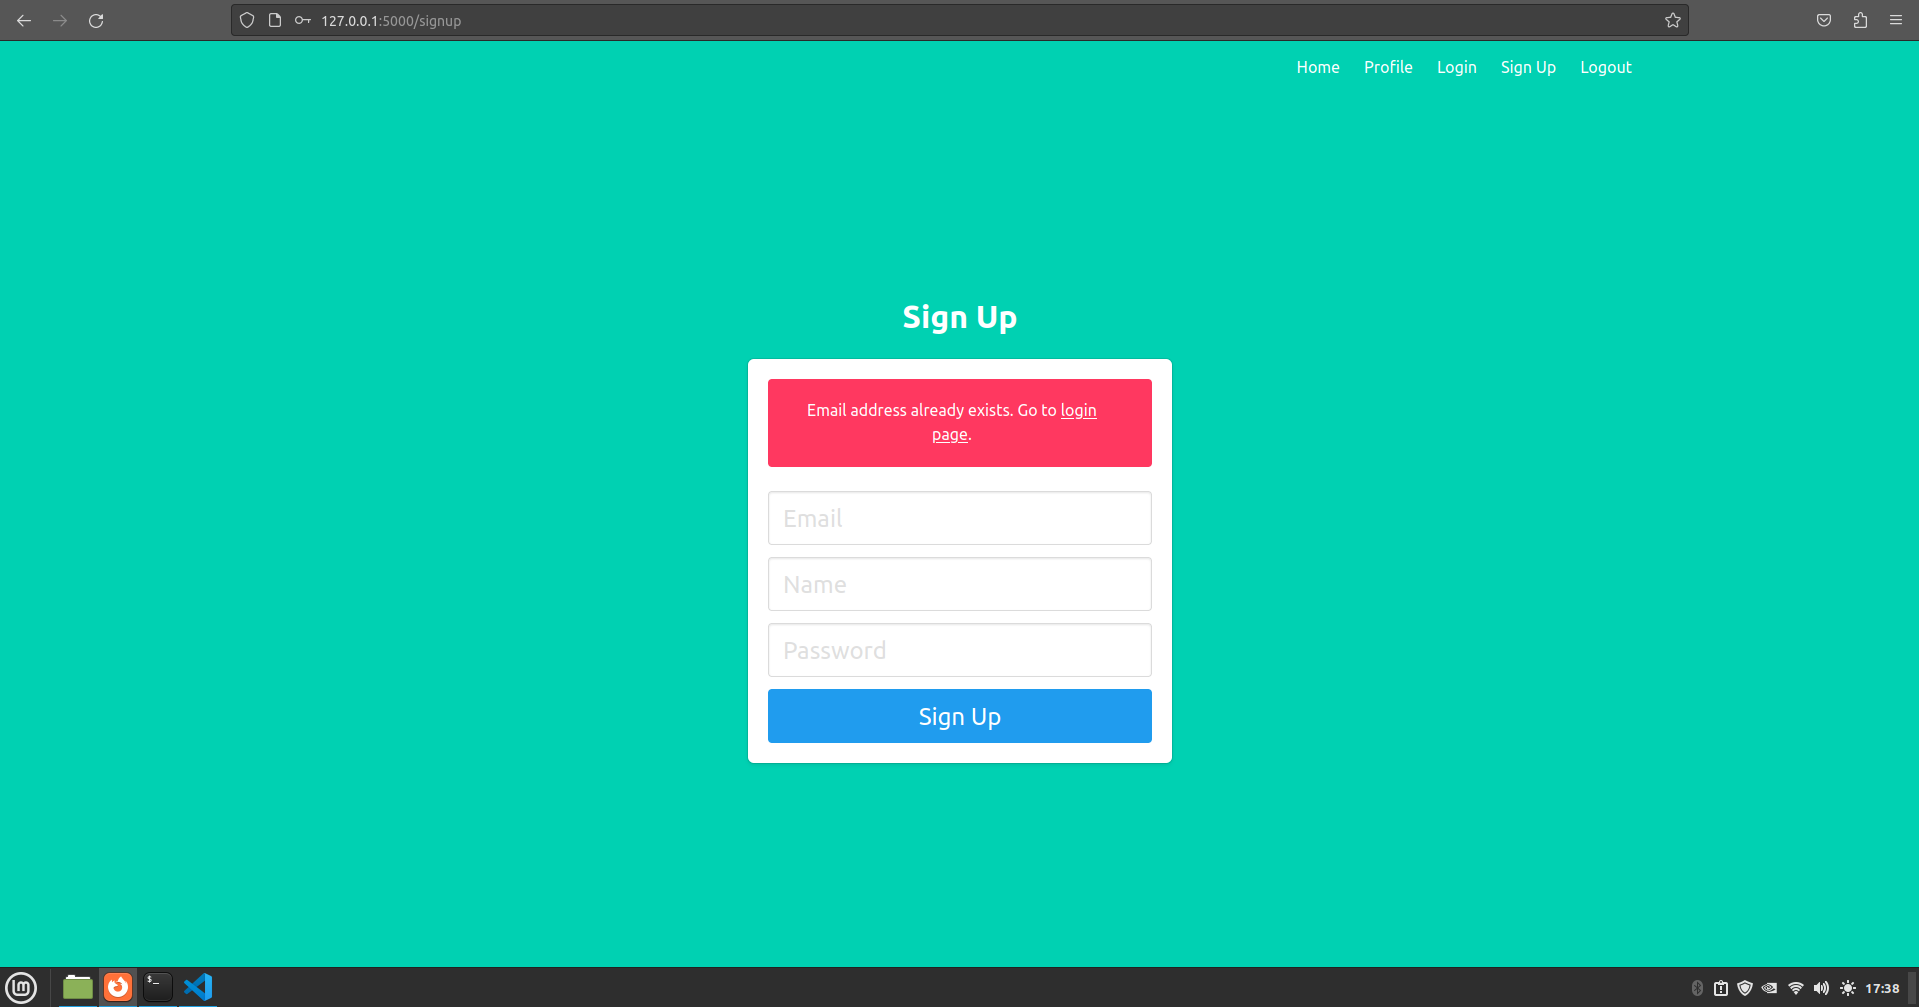 127.0.0.1:5000/signup
Home Profile Login Sign Up Logout
Sign Up
Email address already exists. Go to login
page.
Email
Name
Password
Sign Up
$_
17:38